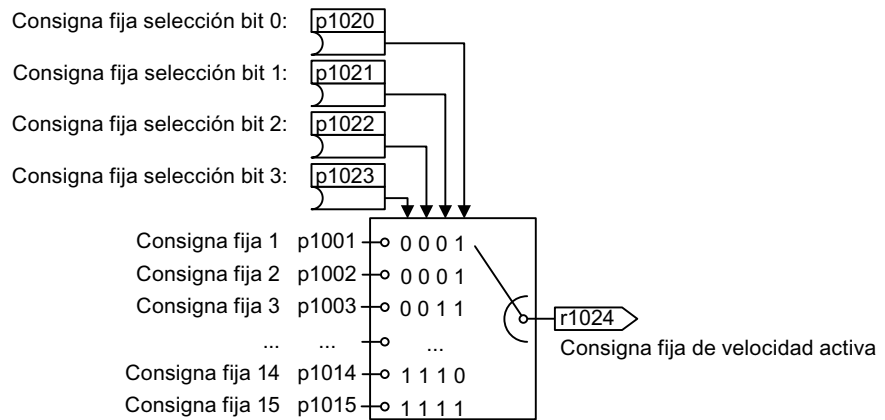 Consigna fija selección bit 0: p1020
Consigna fija selección bit 1: p1021
Consigna fija selección bit 2: p1022
Consigna fija selección bit 3: p1023
Consigna fija 1 p1001 0 0 0 1
Consigna fija 2 p1002 0 0 0 1
Consigna fija 3 p1003 0 0 1 1
r1024
... ... ...
Consigna fija de velocidad activa
Consigna fija 14 p1014 1 1 1 0
Consigna fija 15 p1015 1 1 1 1